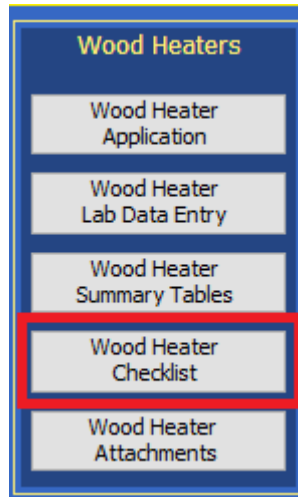 Wood Heaters
Wood Heater
Application
Wood Heater
Lab Data Entry
Wood Heater
Summary Tables
Wood Heater
Checklist
Wood Heater
Attachments